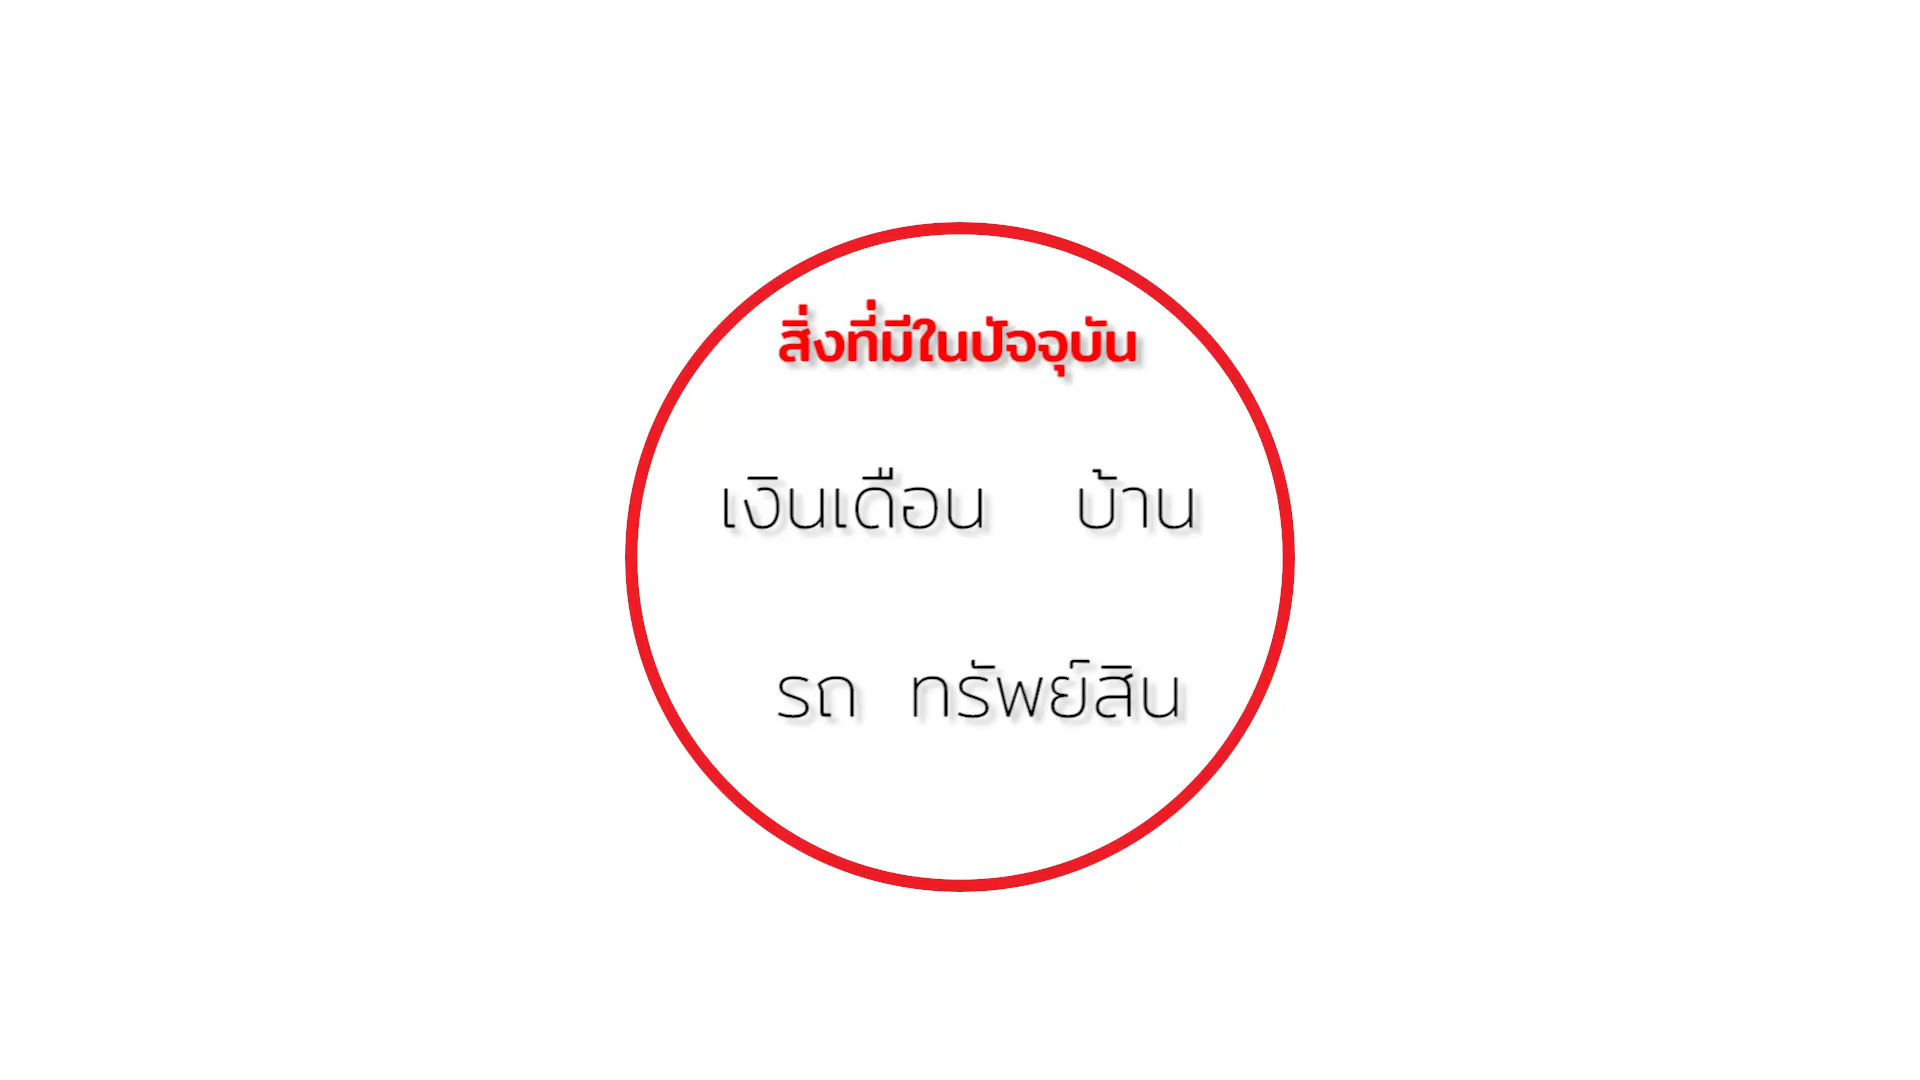 สิ่งที่มีในปัจจุบัน
เงินเดือน บ้าน
รถ ทรัพย์สิน